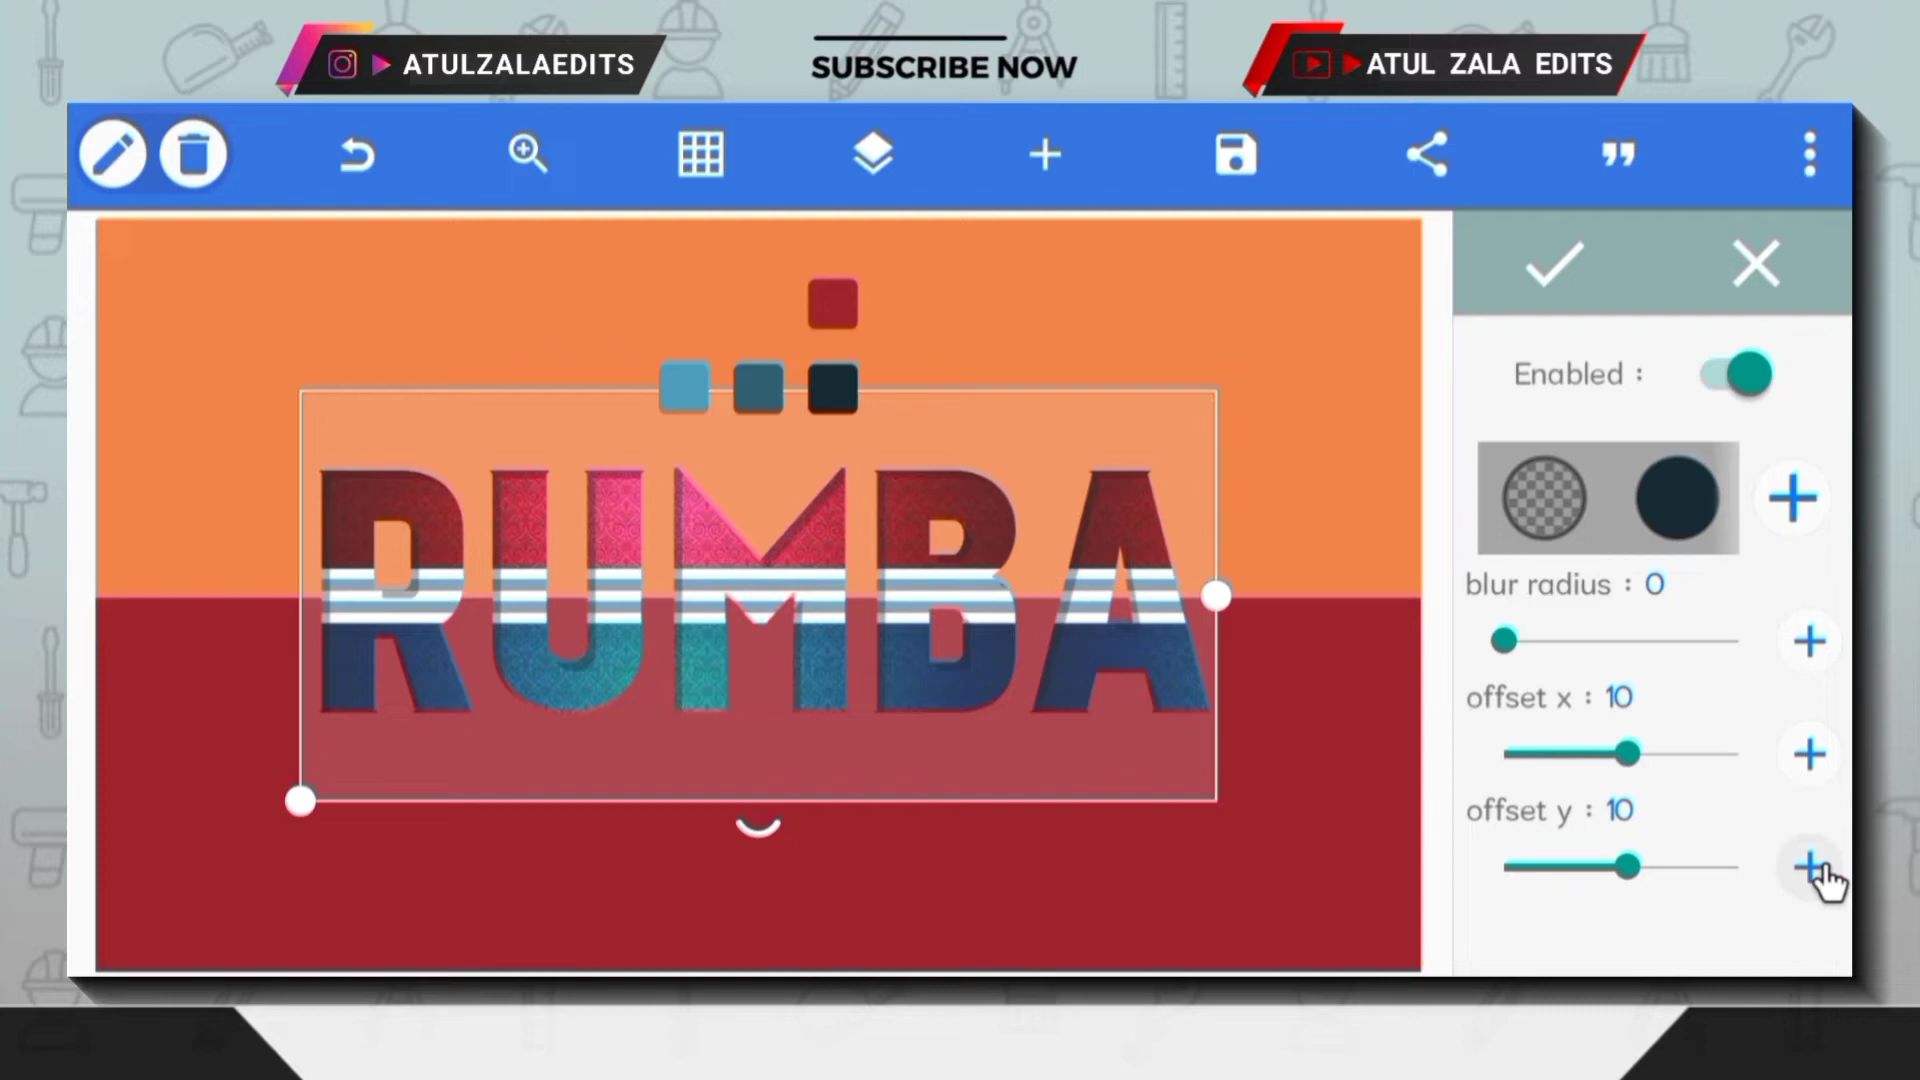 ATULZALAEDITS
SUBSCRIBE NOW
ATUL ZALA EDITS
Enabled :
blur radius : 0
offset x : 10
offset y : 10
RUMBA